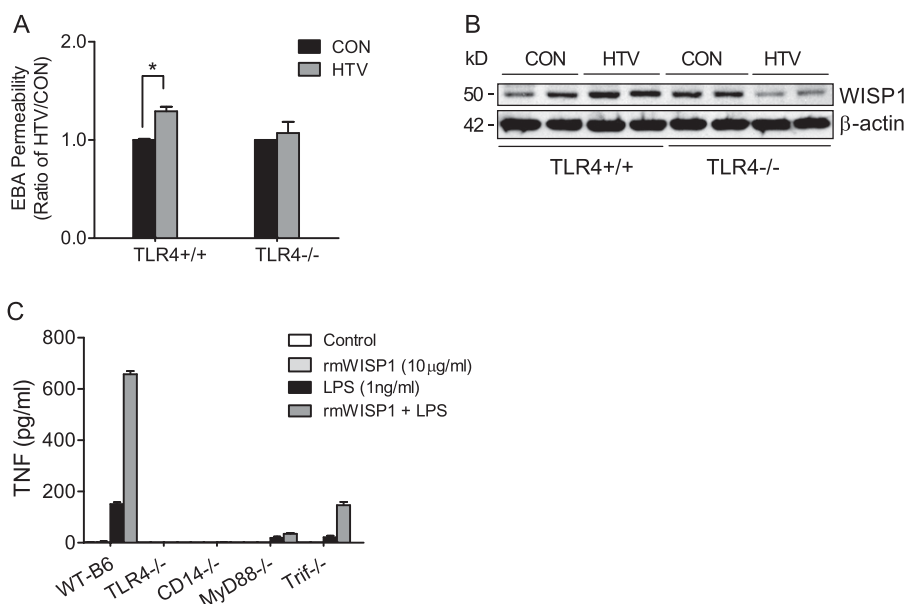 A
EBA Permeability
(Ratio of HTV/CON)
2.0
1.0
0.0
CON
HTV
*
TLR4+/+
TLR4-/-
B
kD
CON
HTV
CON
HTV
50
WISP1
42
β-actin
TLR4+/+
TLR4-/-
C
TNF (pg/ml)
800
600
400
200
0
Control
rmWISP1 (10μg/ml)
LPS (1ng/ml)
rmWISP1 + LPS
WT-B6
TLR4-/-
CD14-/-
MyD88-/-
Trif-/-